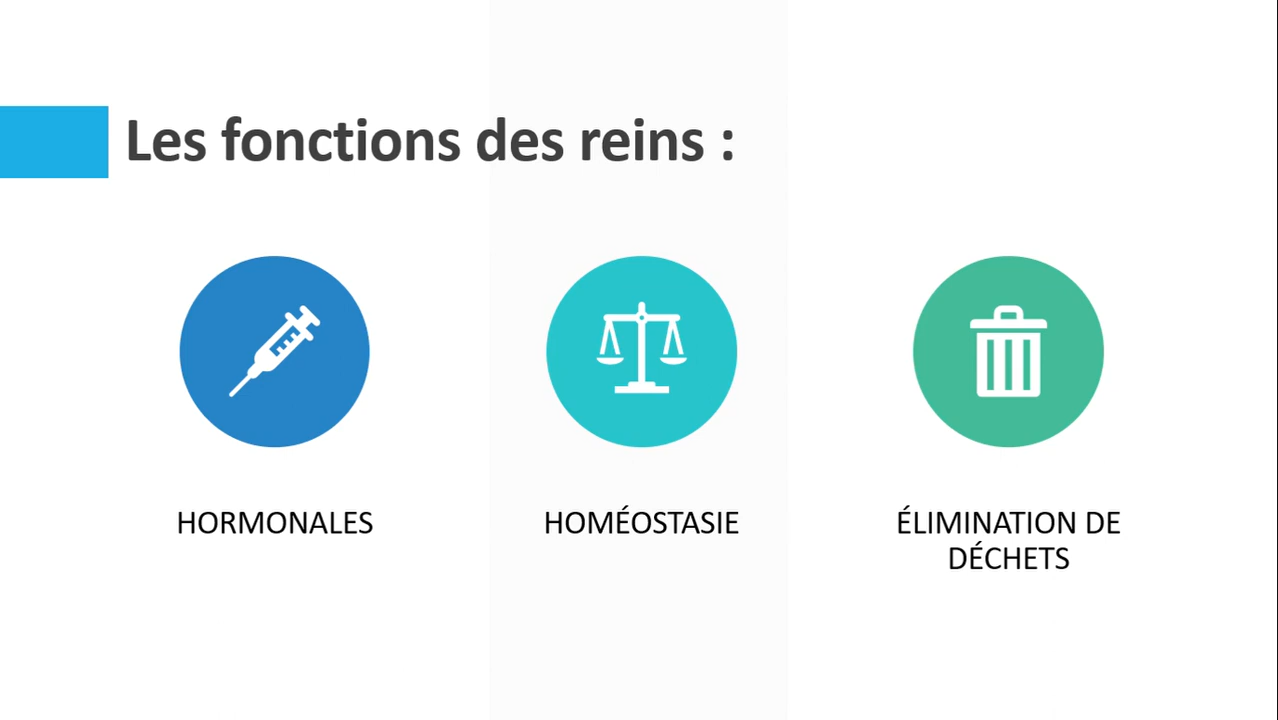 Les fonctions des reins :
HORMONALES
HOMÉOSTASIE
ÉLIMINATION DE
DÉCHETS